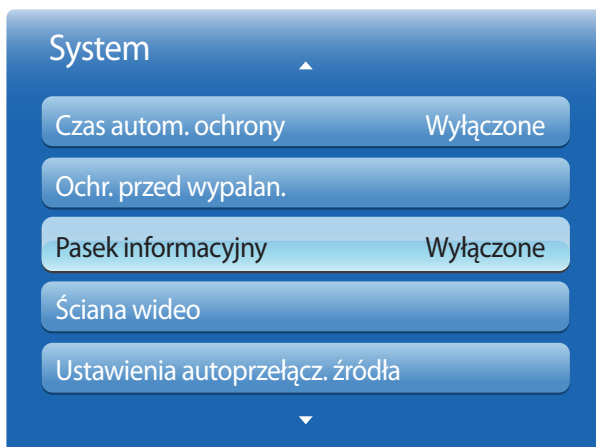 System
Czas autom. ochrony Wyłączone
Ochr. przed wypalan.
Pasek informacyjny Wyłączone
Ściana wideo
Ustawienia autoprzełącz. źródła